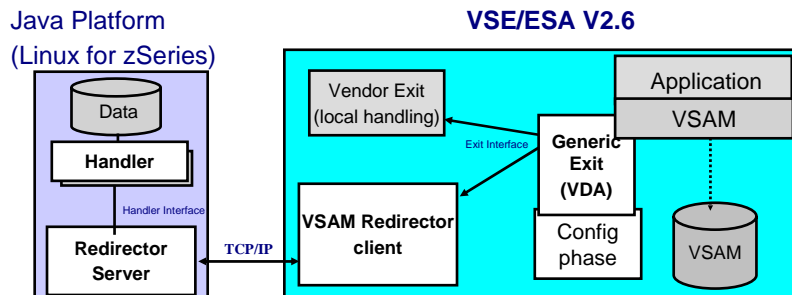 Java Platform
(Linux for zSeries)
VSE/ESA V2.6
Data
Handler
Handler Interface
Redirector
Server
TCP/IP
Vendor Exit
(local handling)
Exit Interface
VSAM Redirector
client
Generic
Exit
(VDA)
Config
phase
Application
VSAM
VSAM